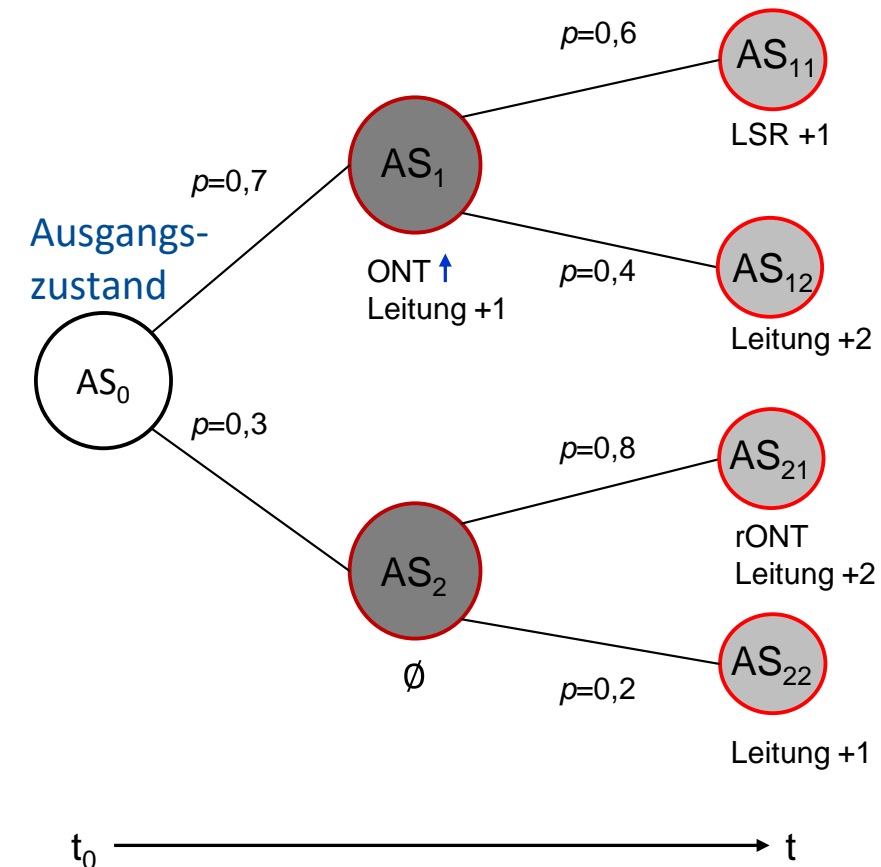 p=0,6
AS₁₁
LSR +1
p=0,7
AS₁
Ausgangs-
zustand
ONT ↑
Leitung +1
p=0,4
AS₁₂
Leitung +2
AS₀
p=0,3
p=0,8
AS₂₁
rONT
Leitung +2
AS₂
Ø
p=0,2
AS₂₂
Leitung +1
t₀
t